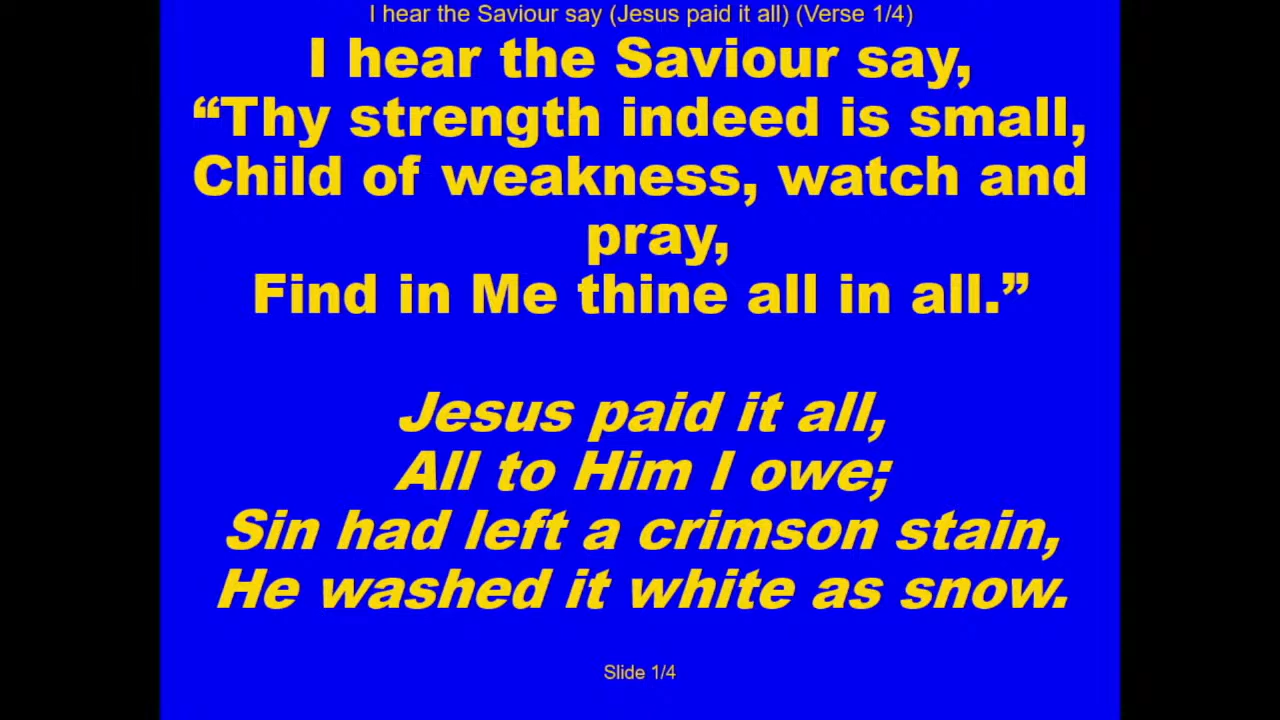 I hear the Saviour say (Jesus paid it all) (Verse 1/4)
I hear the Saviour say,
“Thy strength indeed is small,
Child of weakness, watch and
pray,
Find in Me thine all in all.”
Jesus paid it all,
All to Him I owe;
Sin had left a crimson stain,
He washed it white as snow.
Slide 1/4